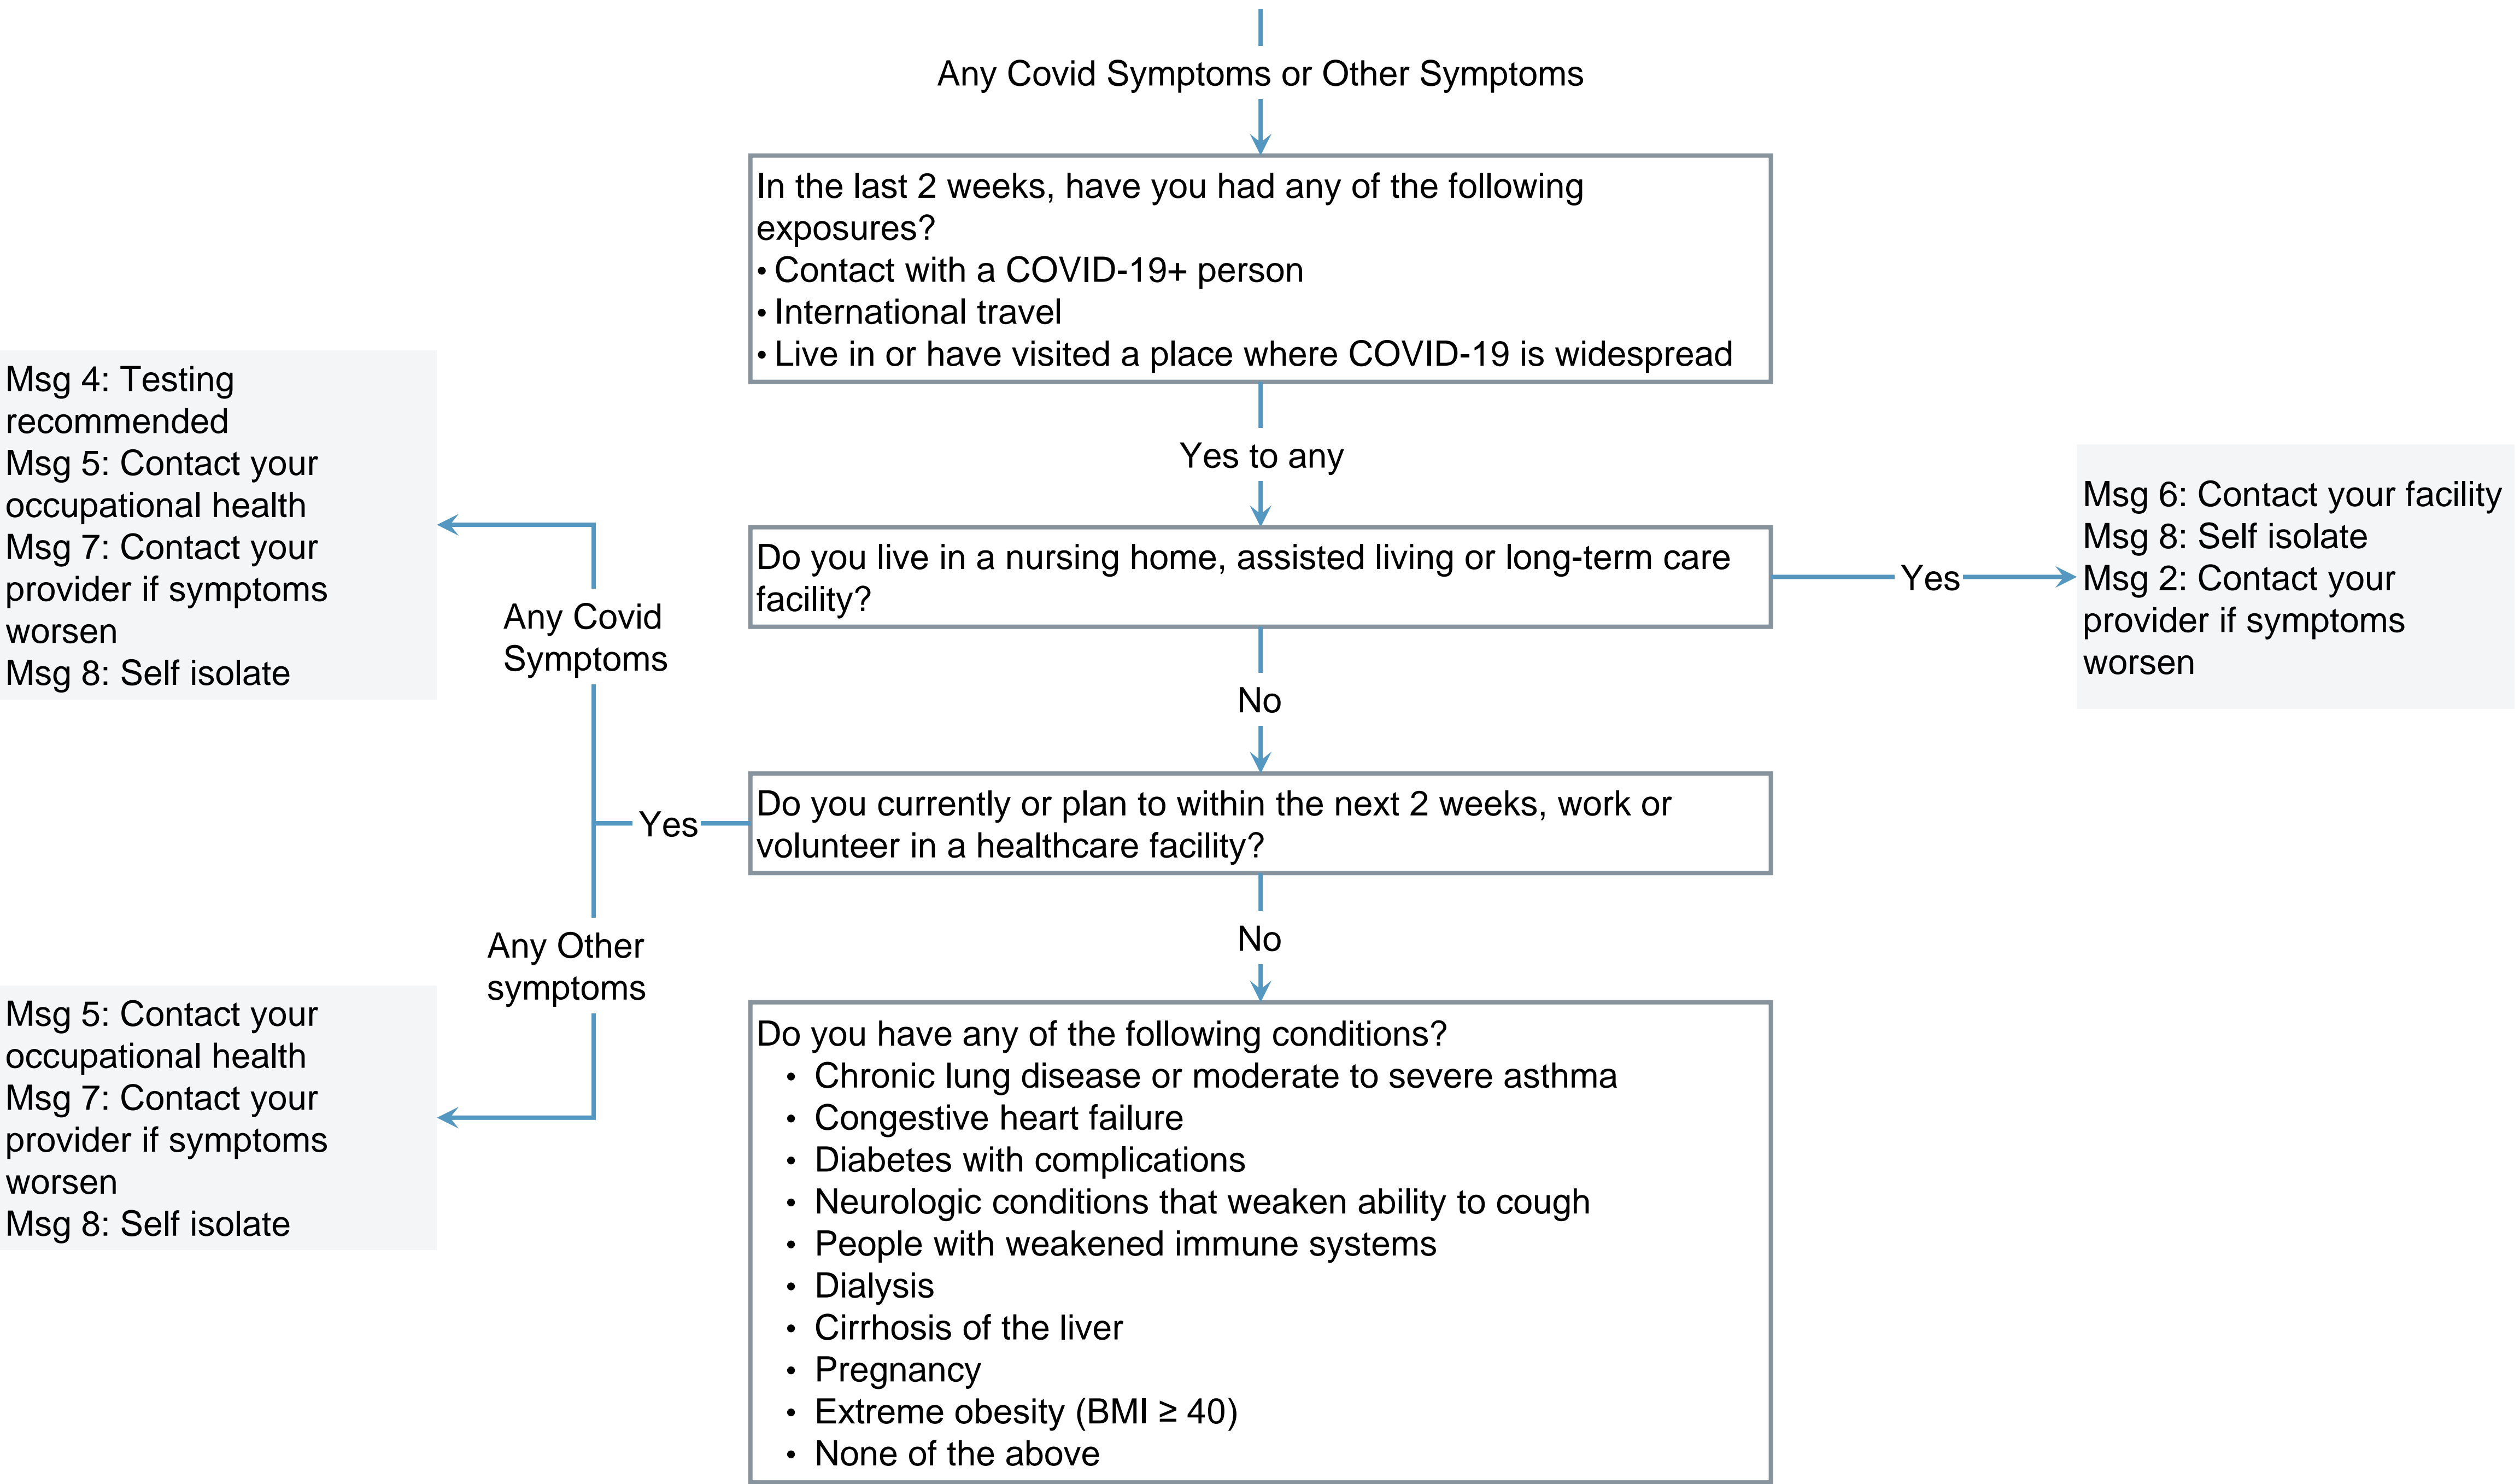 Any Covid Symptoms or Other Symptoms
In the last 2 weeks, have you had any of the following
exposures?
• Contact with a COVID-19+ person
• International travel
• Live in or have visited a place where COVID-19 is widespread
Yes to any
Do you live in a nursing home, assisted living or long-term care
facility?
Yes
Msg 6: Contact your facility
Msg 8: Self isolate
Msg 2: Contact your
provider if symptoms
worsen
No
Do you currently or plan to within the next 2 weeks, work or
volunteer in a healthcare facility?
Yes
Any Covid
Symptoms
Msg 4: Testing
recommended
Msg 5: Contact your
occupational health
Msg 7: Contact your
provider if symptoms
worsen
Msg 8: Self isolate
Any Other
symptoms
Msg 5: Contact your
occupational health
Msg 7: Contact your
provider if symptoms
worsen
Msg 8: Self isolate
No
Do you have any of the following conditions?
• Chronic lung disease or moderate to severe asthma
• Congestive heart failure
• Diabetes with complications
• Neurologic conditions that weaken ability to cough
• People with weakened immune systems
• Dialysis
• Cirrhosis of the liver
• Pregnancy
• Extreme obesity (BMI ≥ 40)
• None of the above